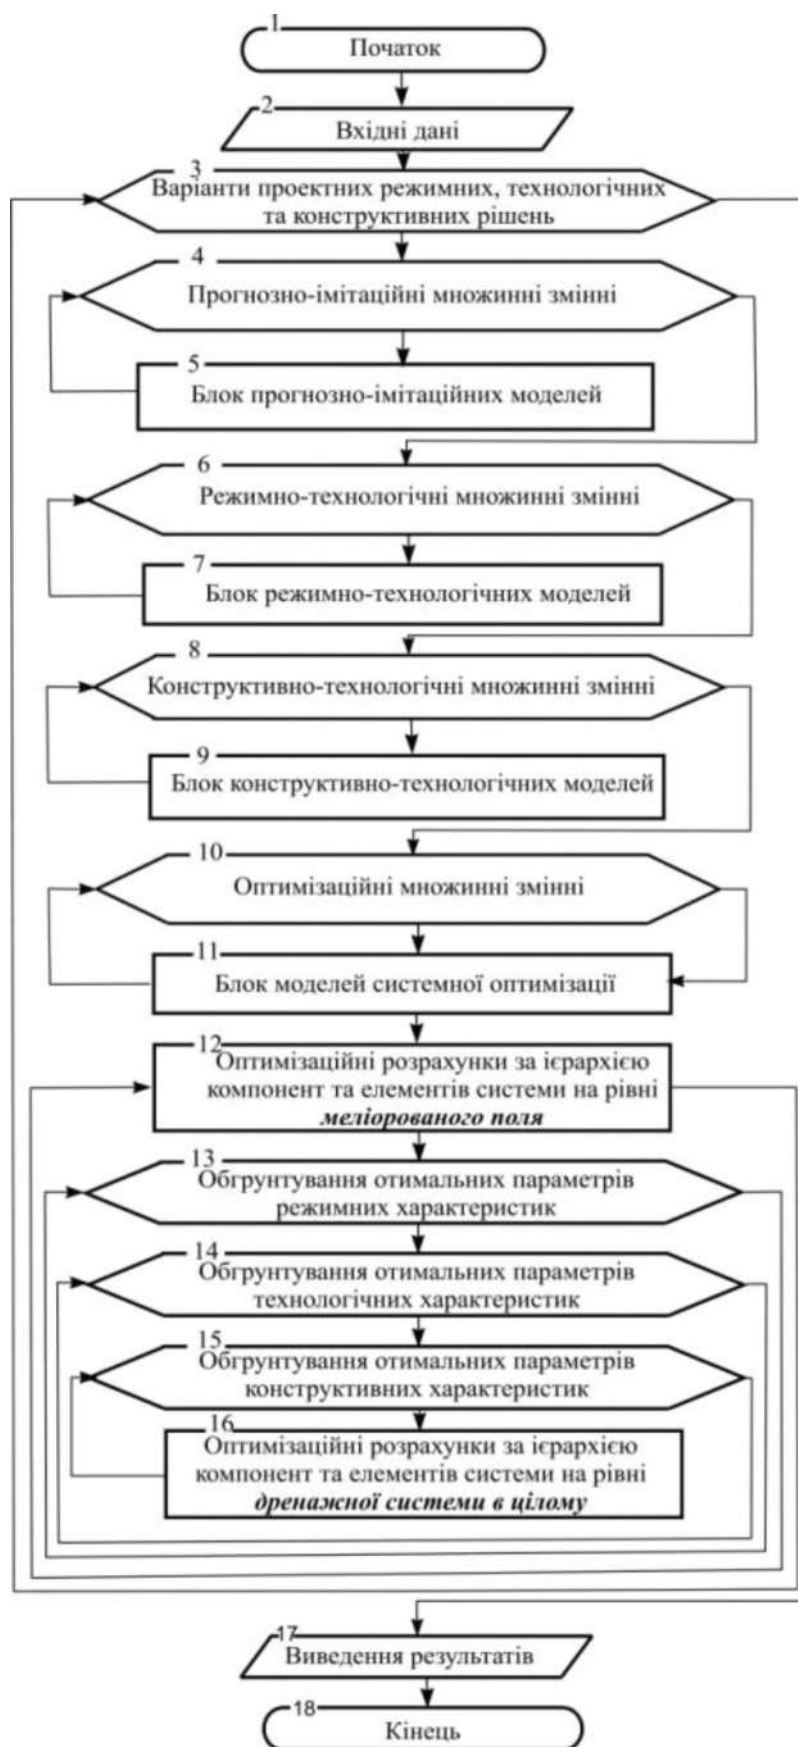 1
Початок
2
Вхідні дані
3
Варіанти проектних режимних, технологічних
та конструктивних рішень
4
Прогнозно-імітаційні множинні змінні
5
Блок прогнозно-імітаційних моделей
6
Режимно-технологічні множинні змінні
7
Блок режимно-технологічних моделей
8
Конструктивно-технологічні множинні змінні
9
Блок конструктивно-технологічних моделей
10
Оптимізаційні множинні змінні
11
Блок моделей системної оптимізації
12
Оптимізаційні розрахунки за ієрархією
компонент та елементів системи на рівні
меліорованого поля
13
Обгрунтування отимальних параметрів
режимних характеристик
14
Обгрунтування отимальних параметрів
технологічних характеристик
15
Обгрунтування отимальних параметрів
конструктивних характеристик
16
Оптимізаційні розрахунки за ієрархією
компонент та елементів системи на рівні
дренажної системи в цілому
17
Виведення результатів
18
Кінець